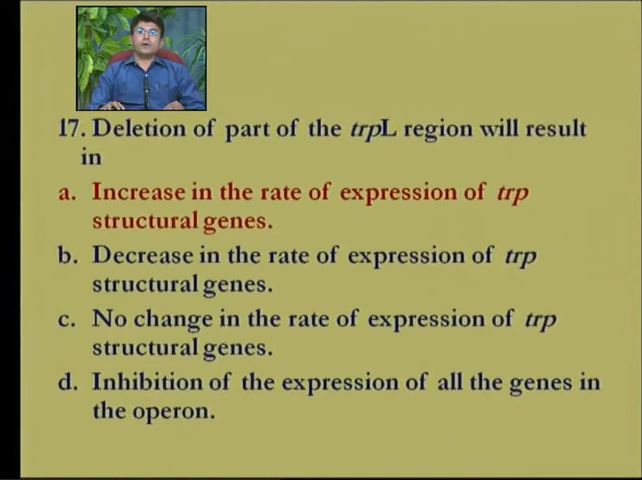 17. Deletion of part of the trpL region will result
in
a. Increase in the rate of expression of trp
structural genes.
b. Decrease in the rate of expression of trp
structural genes.
c. No change in the rate of expression of trp
structural genes.
d. Inhibition of the expression of all the genes in
the operon.